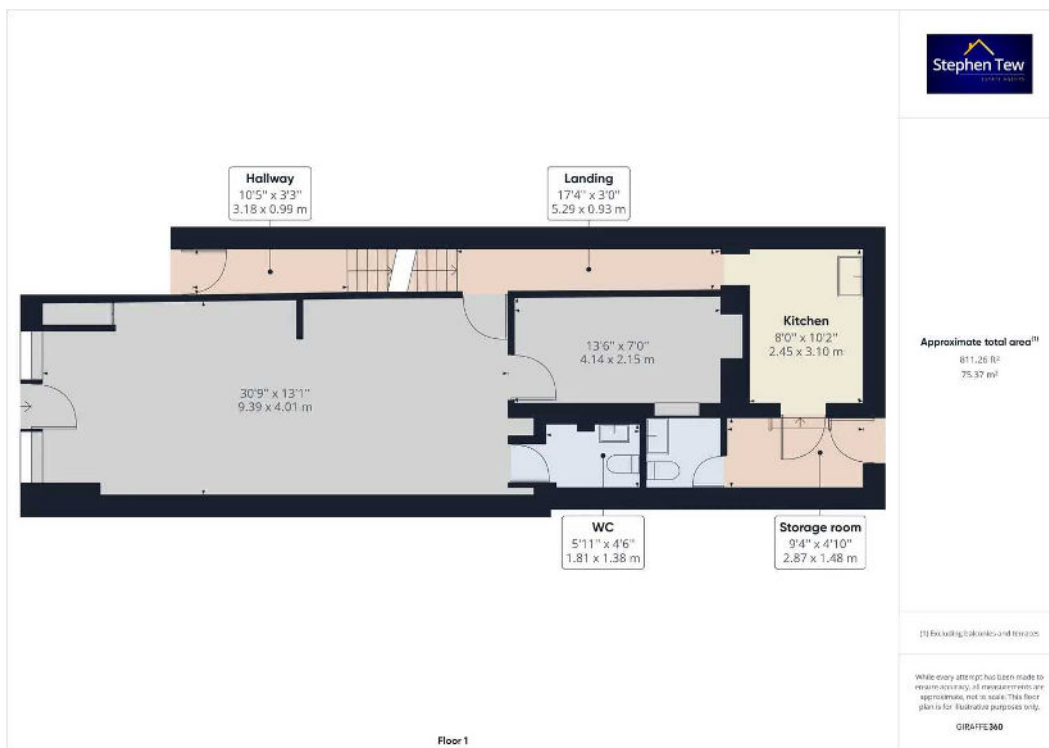 Stephen Tew
ESTATE AGENTS
Hallway
10'5" x 3'3"
3.18 x 0.99 m
Landing
17'4" x 3'0"
5.29 x 0.93 m
Kitchen
8'0" x 10'2"
2.45 x 3.10 m
13'6" x 7'0"
4.14 x 2.15 m
30'9" x 13'1"
9.39 x 4.01 m
WC
5'11" x 4'6"
1.81 x 1.38 m
Storage room
9'4" x 4'10"
2.87 x 1.48 m
Approximate total area(1)
811.26 ft²
75.37 m²
(1) Excluding balconies and terraces
While every attempt has been made to
ensure accuracy, all measurements are
approximate, not to scale. This floor
plan is for illustrative purposes only.
GIRAFFE360
Floor 1